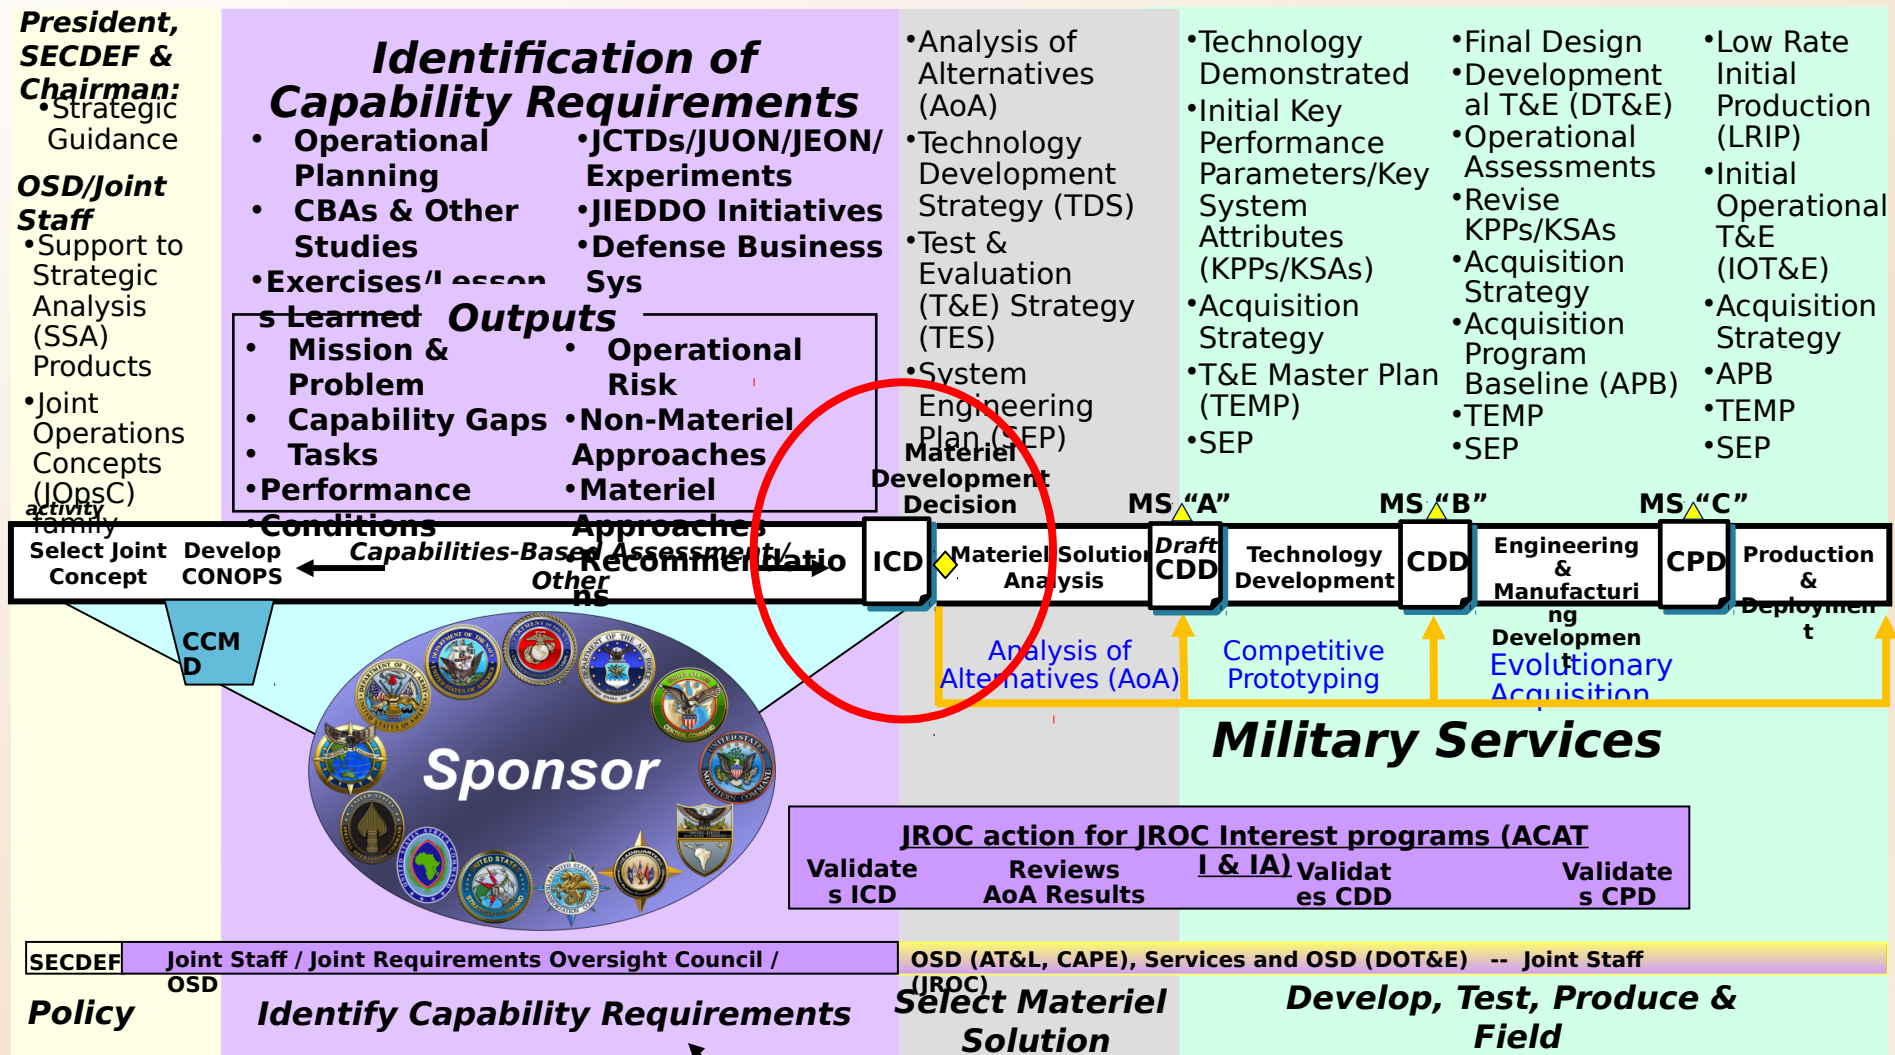 President,
SECDEF &
Chairman:
•Strategic
Guidance
OSD/Joint
Staff
•Support to
Strategic
Analysis
(SSA)
Products
•Joint
Operations
Concepts
(JOpsC)
family
activity
Identification of
Capability Requirements
• Operational
Planning
• CBAs & Other
Studies
•Exercises/Lesson
s Learned
•JCTDs/JUON/JEON/
Experiments
•JIEDDO Initiatives
•Defense Business
Sys
Outputs
• Mission &
Problem
• Capability Gaps
• Tasks
•Performance
•Conditions
• Operational
Risk
•Non-Materiel
Approaches
•Materiel
Approaches
•Recommendatio
ns
•Analysis of
Alternatives
(AoA)
•Technology
Development
Strategy (TDS)
•Test &
Evaluation
(T&E) Strategy
(TES)
•System
Engineering
Plan (SEP)
•Technology
Demonstrated
•Initial Key
Performance
Parameters/Key
System
Attributes
(KPPs/KSAs)
•Acquisition
Strategy
•T&E Master Plan
(TEMP)
•SEP
•Final Design
•Development
al T&E (DT&E)
•Operational
Assessments
•Revise
KPPs/KSAs
•Acquisition
Strategy
•Acquisition
Program
Baseline (APB)
•TEMP
•SEP
•Low Rate
Initial
Production
(LRIP)
•Initial
Operational
T&E
(IOT&E)
•Acquisition
Strategy
•APB
•TEMP
•SEP
Materiel
Development
Decision
MS “A”
MS “B”
MS “C”
Select Joint
Concept
Develop
CONOPS
Capabilities-Based Assessment /
Other
ICD
Materiel Solution
Analysis
Draft
CDD
Technology
Development
CDD
Engineering
&
Manufacturi
ng
Developmen
t
CPD
Production
&
Deploymen
t
CCM
D
Analysis of
Alternatives (AoA)
Competitive
Prototyping
Evolutionary
Acquisition
Sponsor
Military Services
JROC action for JROC Interest programs (ACAT
I & IA)
Validate
s ICD
Reviews
AoA Results
Validat
es CDD
Validate
s CPD
SECDEF
Joint Staff / Joint Requirements Oversight Council /
OSD
OSD (AT&L, CAPE), Services and OSD (DOT&E) -- Joint Staff
(JROC)
Policy
Identify Capability Requirements
Select Materiel
Solution
Develop, Test, Produce &
Field